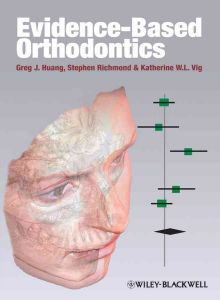 Evidence-Based
Orthodontics
Greg J. Huang, Stephen Richmond & Katherine W.L. Vig
WILEY-BLACKWELL